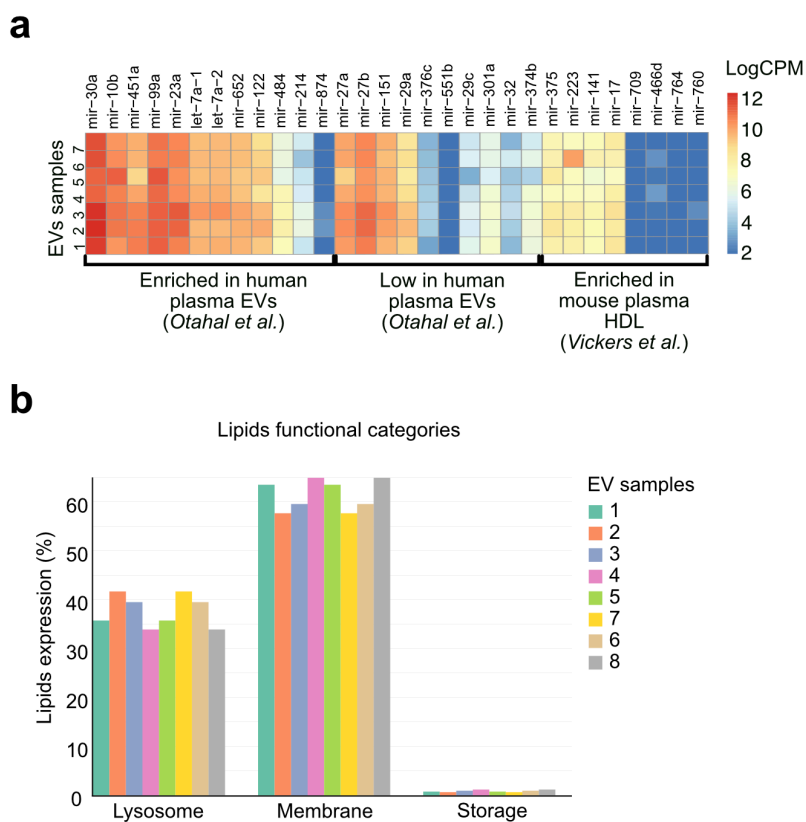 a
mir−30a
mir−10b
mir−451a
mir−99a
mir−23a
let−7a−1
let−7a−2
mir−652
mir−122
mir−484
mir−214
mir−874
mir−27a
mir−27b
mir−151
mir−29a
mir−376c
mir−551b
mir−29c
mir−301a
mir−32
mir−374b
mir−375
mir−223
mir−141
mir−17
mir−709
mir−466d
mir−764
mir−760
LogCPM
12
10
8
6
4
2
EVs samples
7
6
5
4
3
2
1
Enriched in human
plasma EVs
(Otahal et al.)
Low in human
plasma EVs
(Otahal et al.)
Enriched in
mouse plasma
HDL
(Vickers et al.)
b
Lipids functional categories
Lipids expression (%)
60
50
40
30
20
10
0
Lysosome
Membrane
Storage
EV samples
1
2
3
4
5
7
6
8